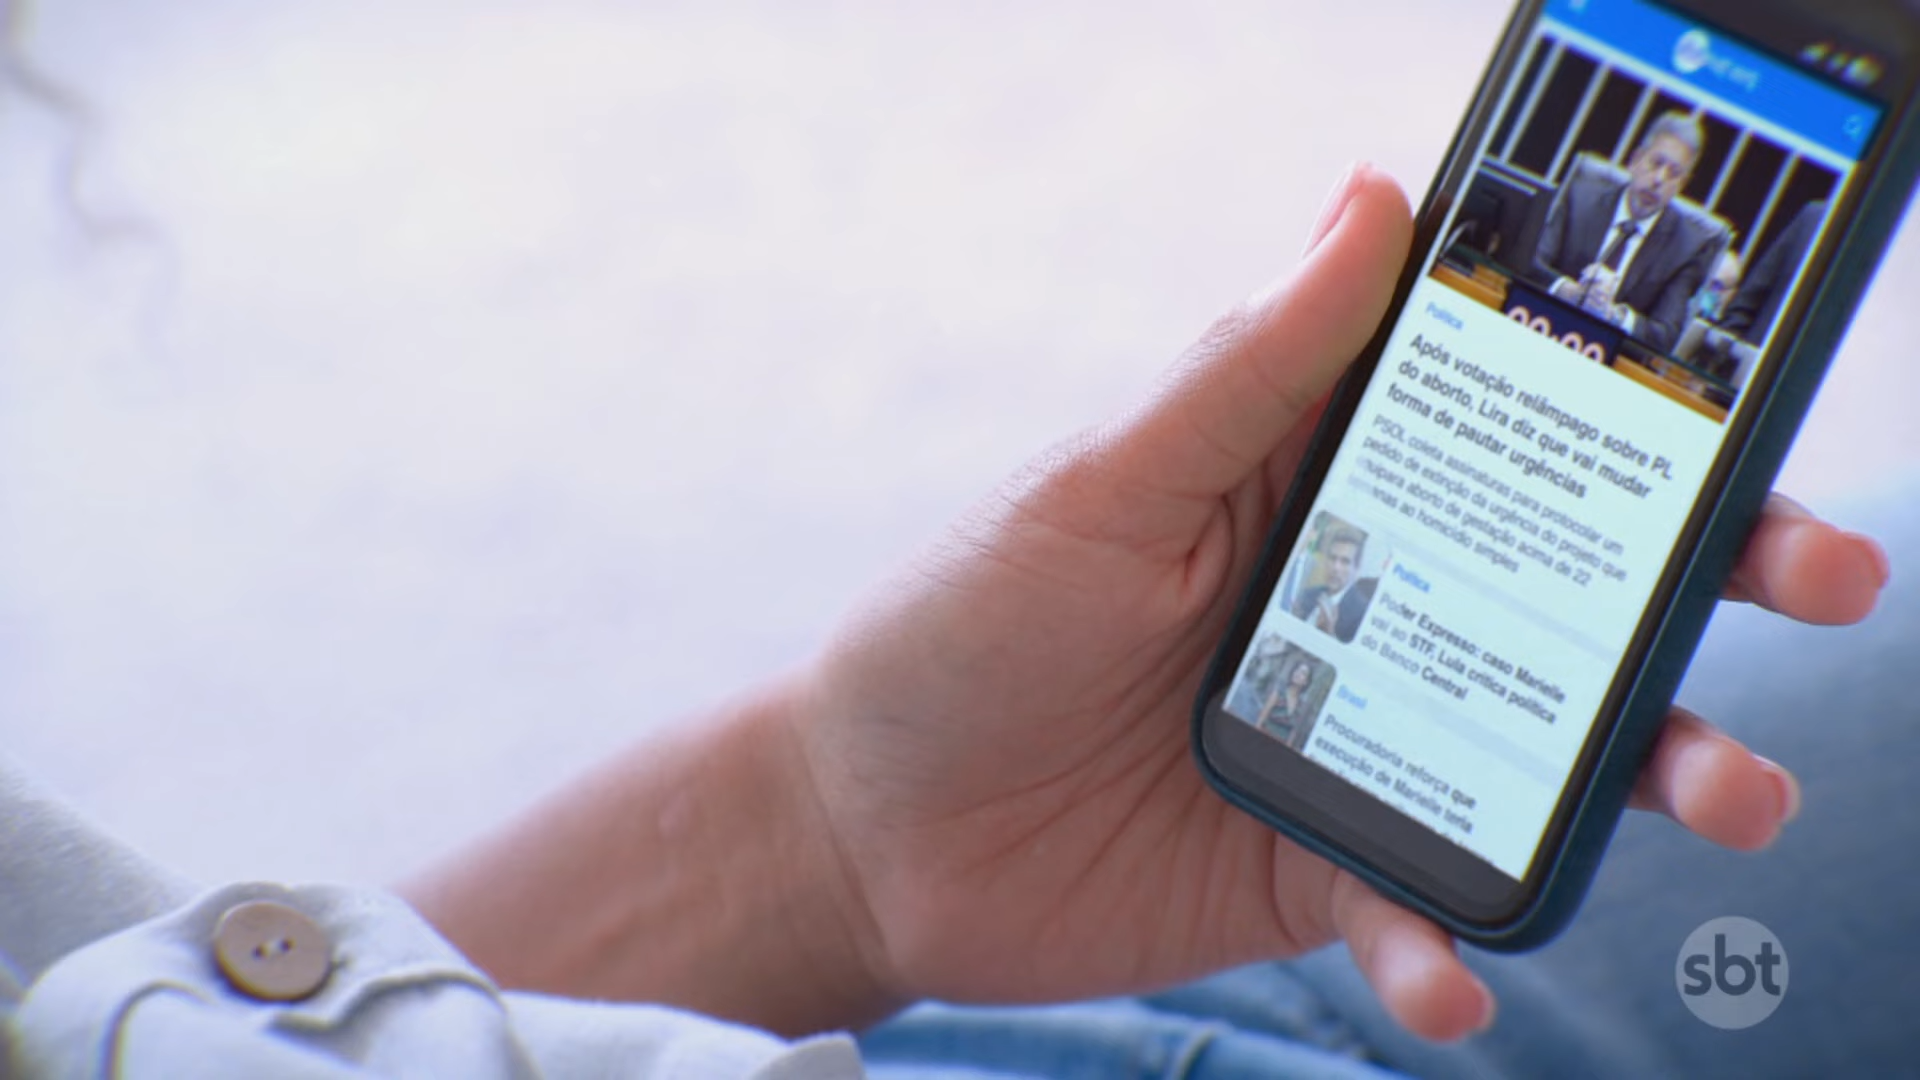 news
00:00
Política
Após votação relâmpago sobre PL
do aborto, Lira diz que vai mudar
forma de pautar urgências
PSOL coleta assinaturas para protocolar um
pedido de extinção da urgência do projeto que
aborto de gestação acima de 22
ao homicídio simples
Política
Poder Expresso: caso Marielle
vai ao STF, Lula critica política
do Banco Central
Brasil
Procuradoria reforça que
execução de Marielle teria
sbt